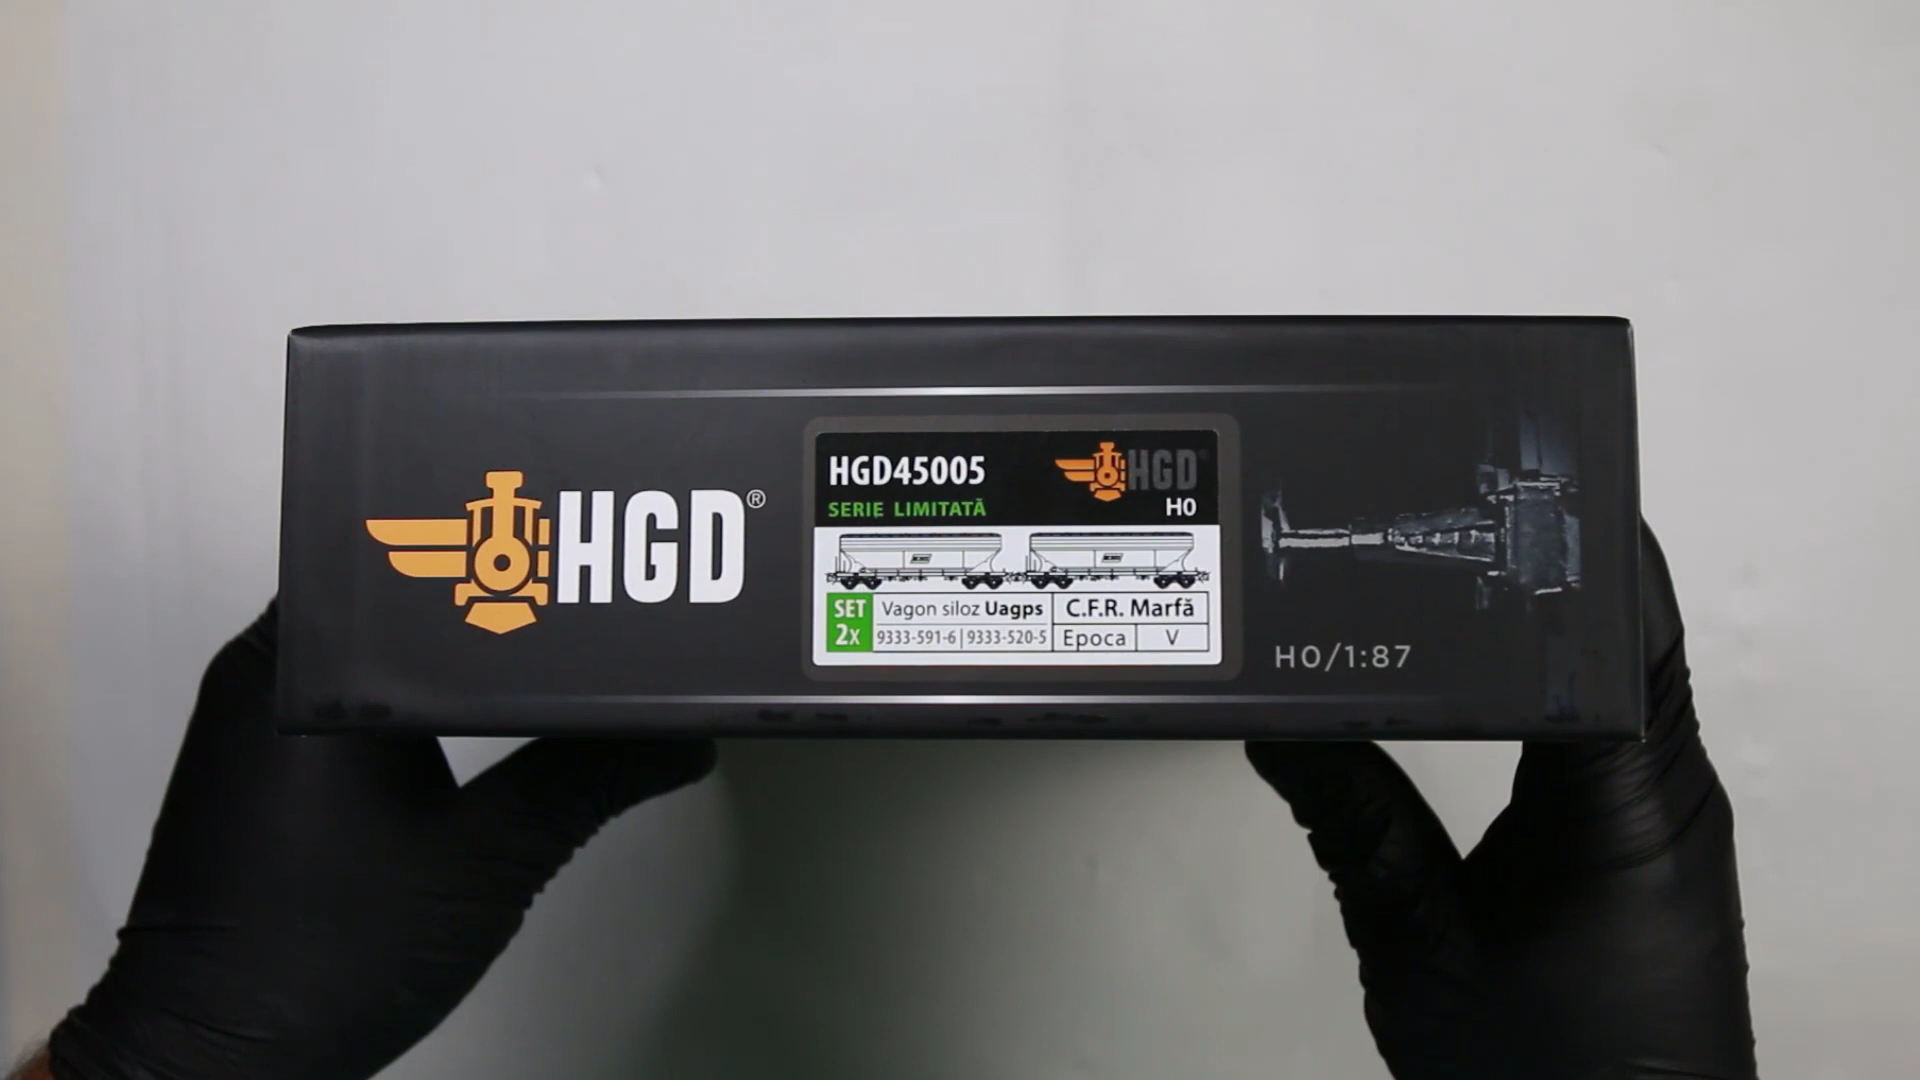 HGD®
HGD45005
HGD
SERIE LIMITATĂ
H0
SET
2x
Vagon siloz Uagps
9333-591-6 | 9333-520-5
C.F.R. Marfă
Epoca
V
H0/1:87